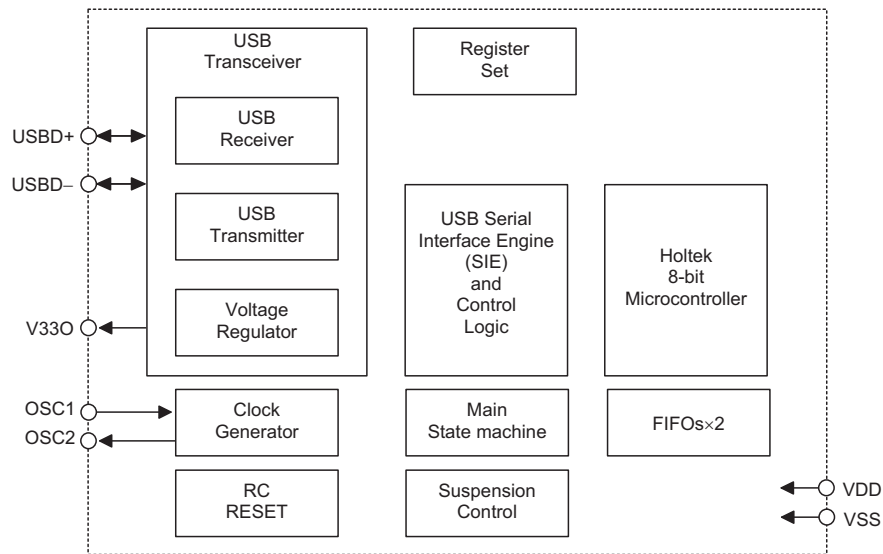 USB
Transceiver
Register
Set
USB
Receiver
USBD+
USBD–
USB
Transmitter
USB Serial
Interface Engine
(SIE)
and
Control
Logic
Holtek
8-bit
Microcontroller
Voltage
Regulator
V33O
OSC1
OSC2
Clock
Generator
Main
State machine
FIFOs×2
RC
RESET
Suspension
Control
VDD
VSS